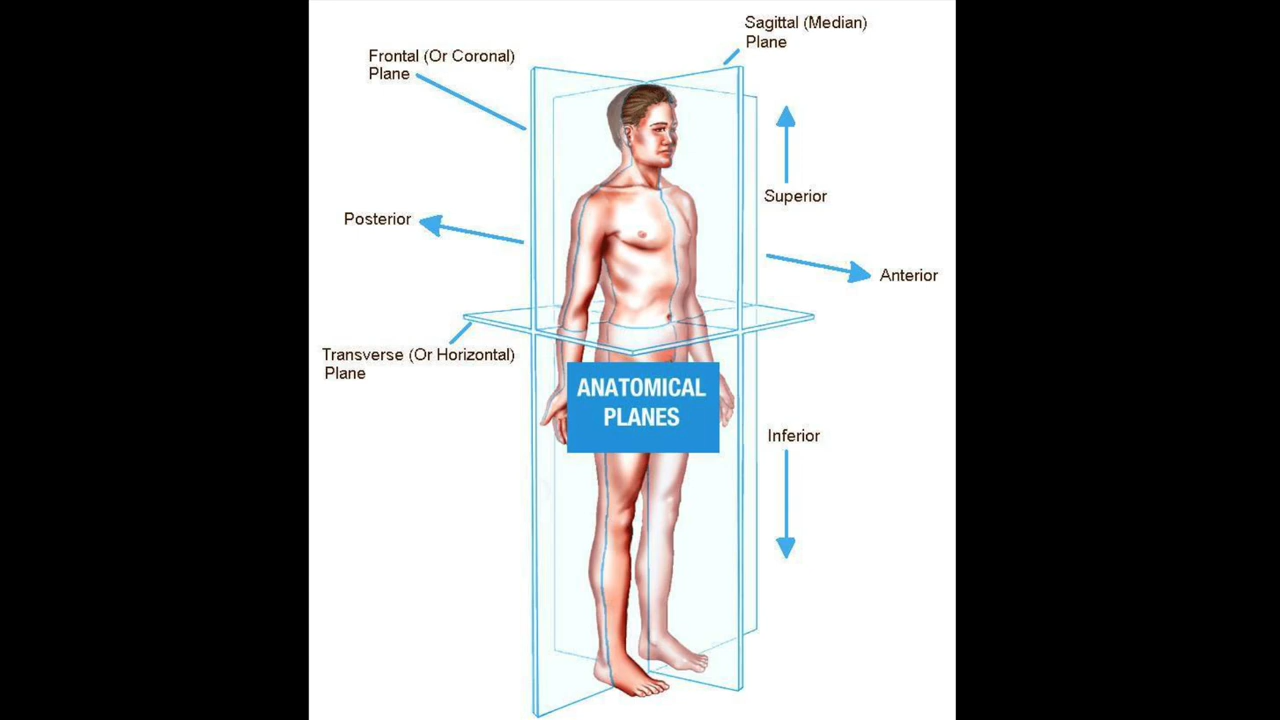 Sagittal (Median)
Plane
Frontal (Or Coronal)
Plane
Superior
Posterior
Anterior
Transverse (Or Horizontal)
Plane
ANATOMICAL
PLANES
Inferior